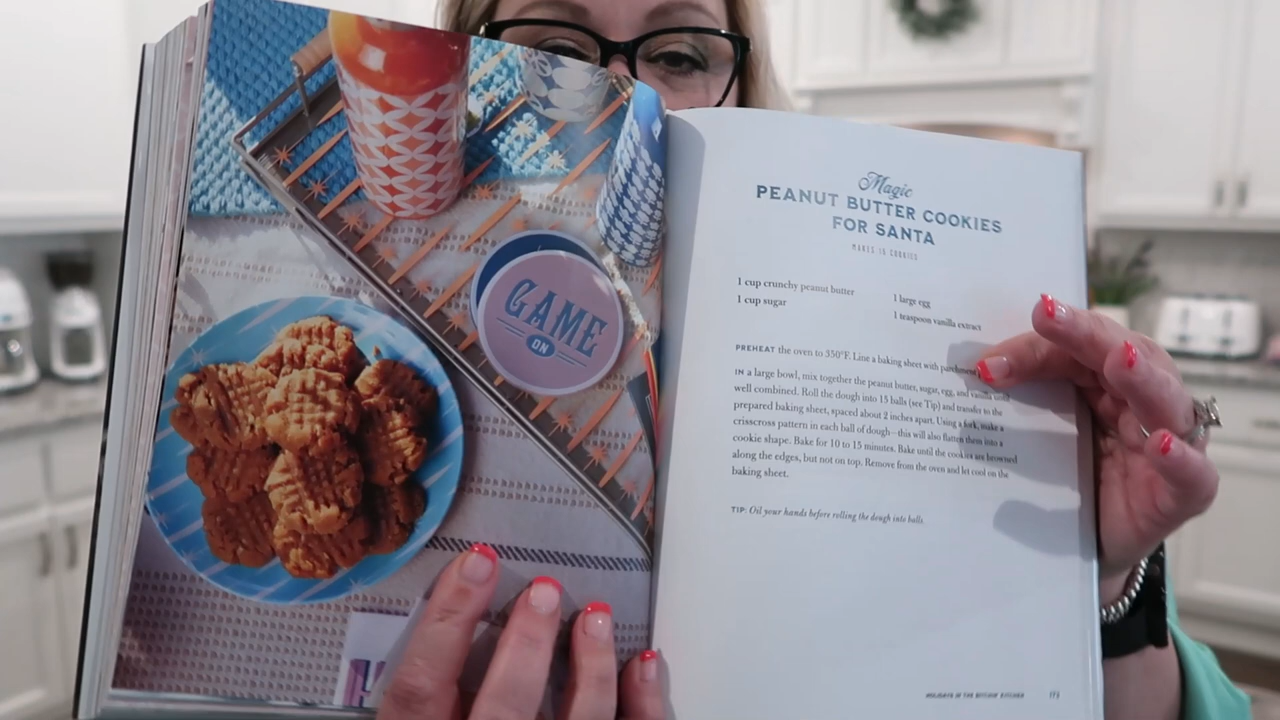 GAME
ON
Magic
PEANUT BUTTER COOKIES
FOR SANTA
MAKES 15 COOKIES
1 cup crunchy peanut butter
1 cup sugar
1 large egg
1 teaspoon vanilla extract
PREHEAT the oven to 350°F. Line a baking sheet with parchment
IN a large bowl, mix together the peanut butter, sugar, egg, and vanilla until
well combined. Roll the dough into 15 balls (see Tip) and transfer to the
prepared baking sheet, spaced about 2 inches apart. Using a fork, make a
crisscross pattern in each ball of dough—this will also flatten them into a
cookie shape. Bake for 10 to 15 minutes. Bake until the cookies are browned
along the edges, but not on top. Remove from the oven and let cool on the
baking sheet.
TIP: Oil your hands before rolling the dough into balls.
HOLIDAYS IN THE KITCHEN